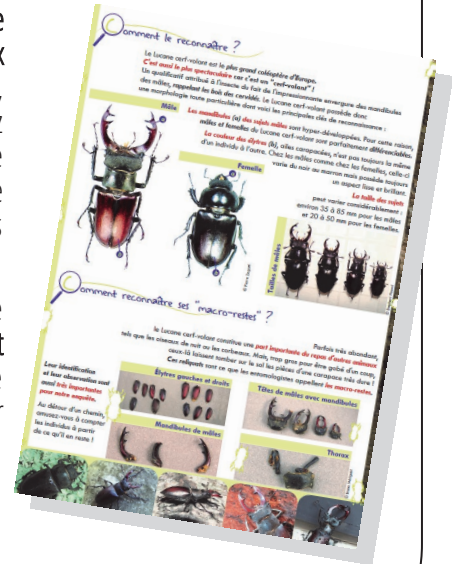 Comment le reconnaître ?
Le Lucane cerf-volant est le plus grand coléoptère d'Europe.
C'est aussi le plus spectaculaire car c'est un "cerf-volant" !
Un qualificatif attribué à l'insecte du fait de l'impressionnante envergure des mandibules
des mâles, rappelant les bois des cervidés. Le Lucane cerf-volant possède donc
une morphologie toute particulière dont voici les principales clés de reconnaissance :
Mâle
Les mandibules (a) des sujets mâles sont hyper-développées. Pour cette raison,
mâles et femelles du Lucane cerf-volant sont parfaitement différenciables.
La couleur des élytres (b), ailes carapacées, n'est pas toujours la même
d'un individu à l'autre. Chez les mâles comme chez les femelles, celle-ci
varie du noir au marron mais possède toujours
un aspect lisse et brillant.
Femelle
La taille des sujets
peut varier considérablement :
environ 35 à 85 mm pour les mâles
et 20 à 50 mm pour les femelles.
Tailles de mâles
Comment reconnaître ses "macro-restes" ?
Parfois très abondant,
le Lucane cerf-volant constitue une part importante du repas d'autres animaux
tels que les oiseaux de nuit ou les corbeaux. Mais, trop gros pour être gobé d'un coup,
ceux-là laissent tomber sur le sol les pièces d'une carapace très dure !
Ces reliquats sont ce que les entomologistes appellent les macro-restes.
Leur identification
et leur observation sont
aussi très importantes
pour notre enquête.
Au détour d'un chemin,
amusez-vous à compter
les individus à partir
de ce qu'il en reste !
Élytres gauches et droits
Têtes de mâles avec mandibules
Mandibules de mâles
Thorax